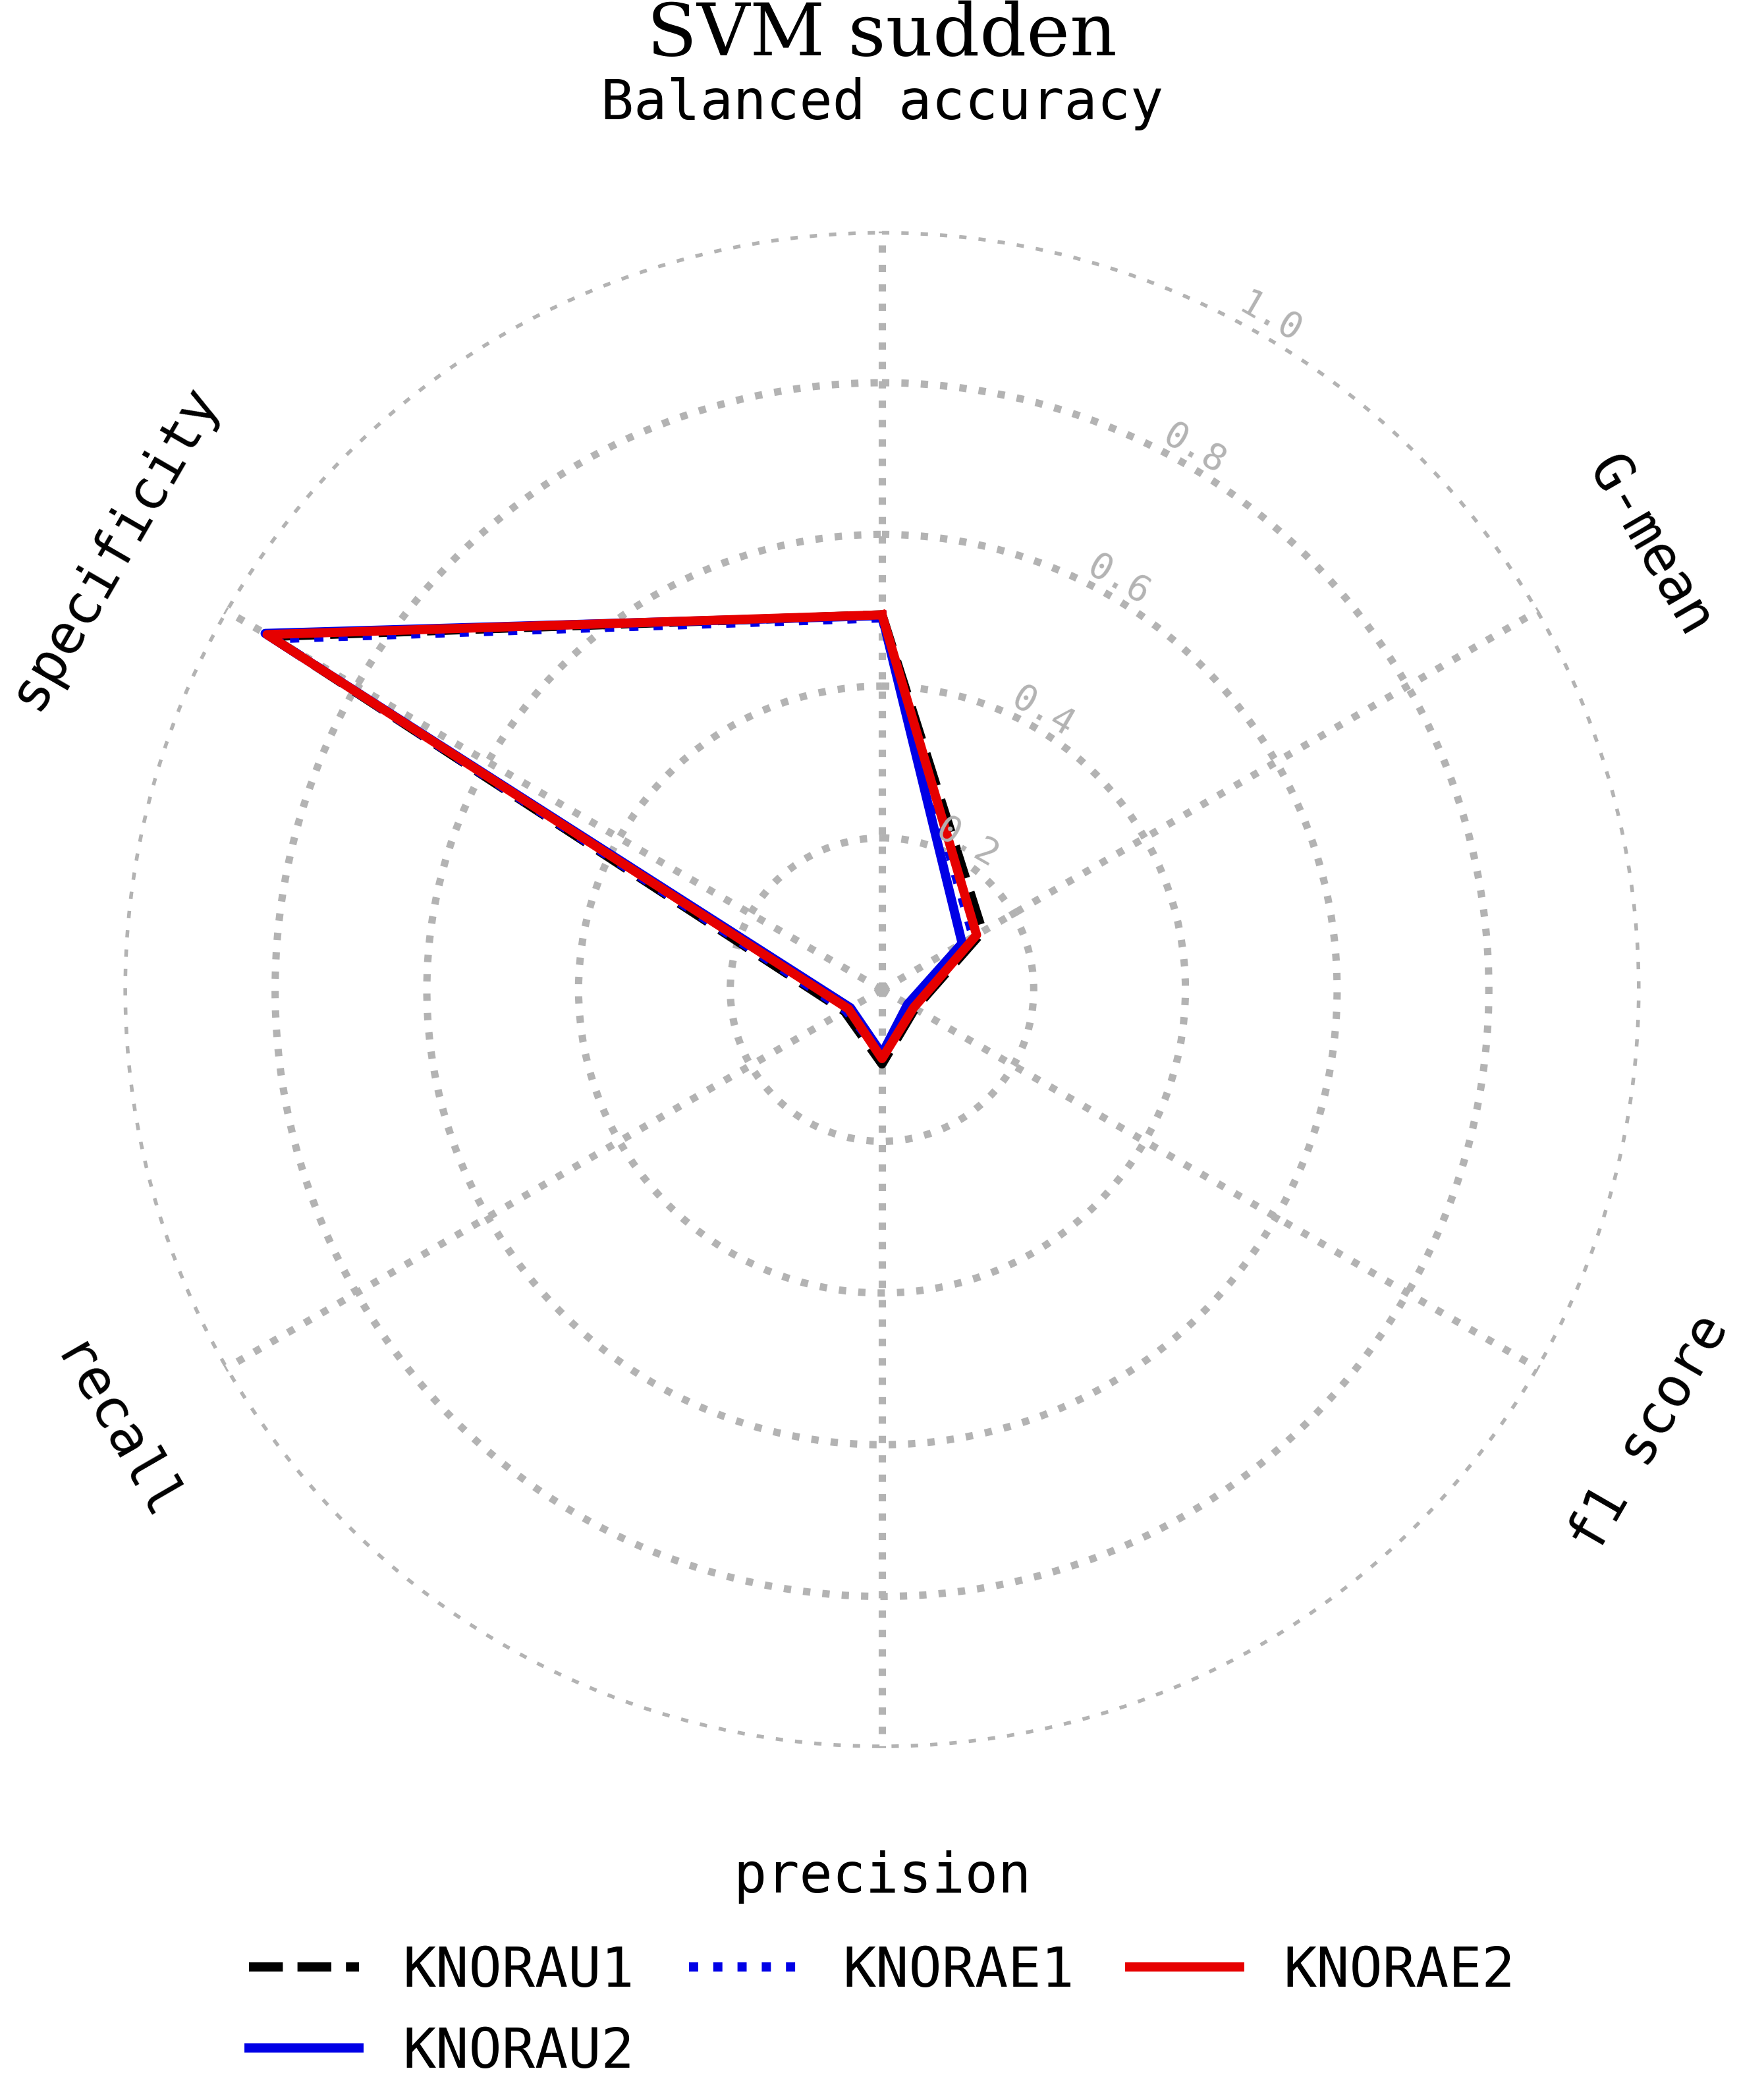 SVM sudden
Balanced accuracy
1.0
0.8
0.6
0.4
0.2
specificity
G-mean
recall
f1 score
precision
KNORAU1 KNORAE1 KNORAE2
KNORAU2